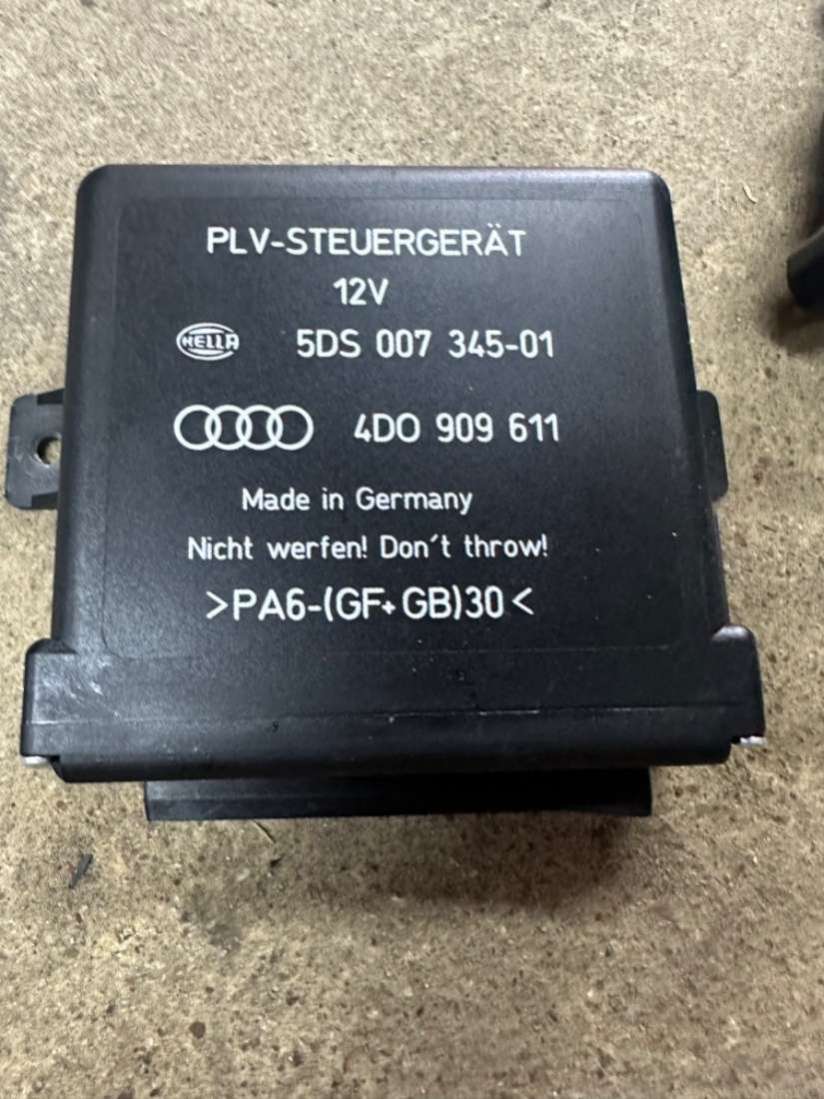 PLV-STEUERGERÄT
12V
HELLA 5DS 007 345-01
4D0 909 611
Made in Germany
Nicht werfen! Don´t throw!
>PA6-(GF+GB)30<